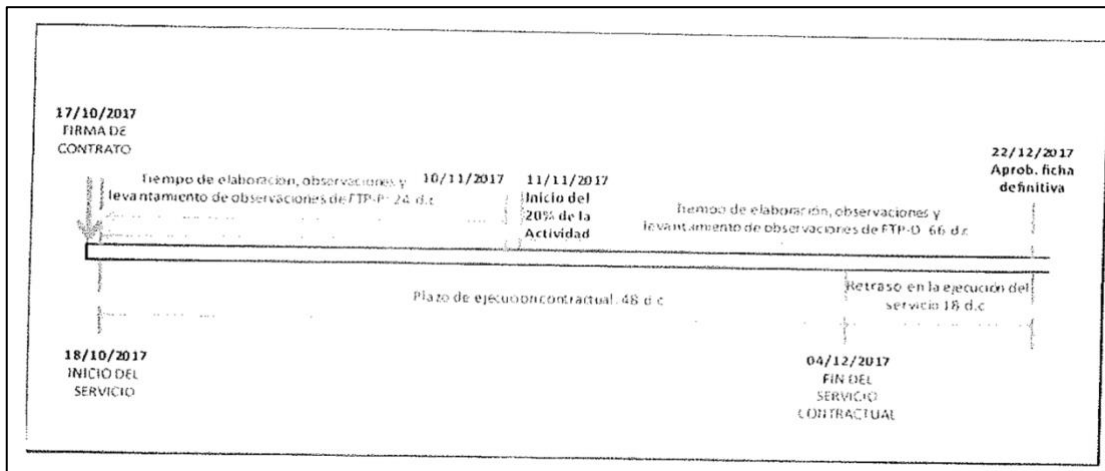 17/10/2017
FIRMA DE
CONTRATO
Tiempo de elaboracion, observaciones y
levantamiento de observaciones de FTP-P: 24 d.c
10/11/2017
11/11/2017
Inicio del
20% de la
Actividad
Tiempo de elaboración, observaciones y
levantamiento de observaciones de FTP-D 66 d.c
22/12/2017
Aprob. ficha
definitiva
Plazo de ejecucion contractual. 48 d.c
Retraso en la ejecución del
servicio 18 d.c
18/10/2017
INICIO DEL
SERVICIO
04/12/2017
FIN DEL
SERVICIO
CONTRACTUAL